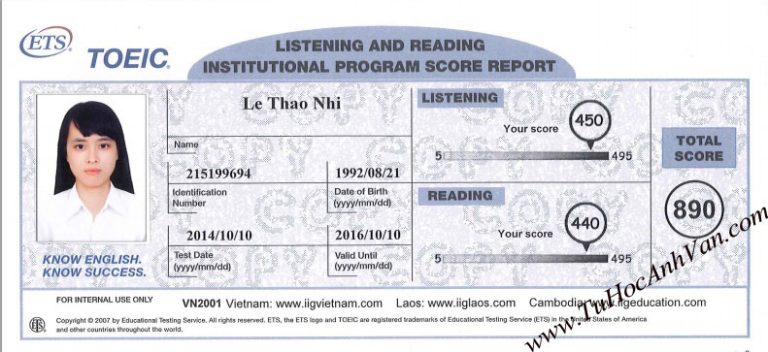 ETS
TOEIC
LISTENING AND READING
INSTITUTIONAL PROGRAM SCORE REPORT
Le Thao Nhi
Name
215199694
1992/08/21
Identification Number
Date of Birth
(yyyy/mm/dd)
2014/10/10
2016/10/10
Test Date
(yyyy/mm/dd)
Valid Until
(yyyy/mm/dd)
LISTENING
Your score
450
5
495
READING
Your score
440
5
495
TOTAL
SCORE
890
KNOW ENGLISH.
KNOW SUCCESS.
COPY
FOR INTERNAL USE ONLY
VN2001 Vietnam: www.iigvietnam.com Laos: www.iiglaos.com Cambodia: www.iigeducation.com
ETS
Copyright © 2007 by Educational Testing Service. All rights reserved. ETS, the ETS logo and TOEIC are registered trademarks of Educational Testing Service (ETS) in the United States of America
and other countries throughout the world.
www.TuHocAnhVan.com